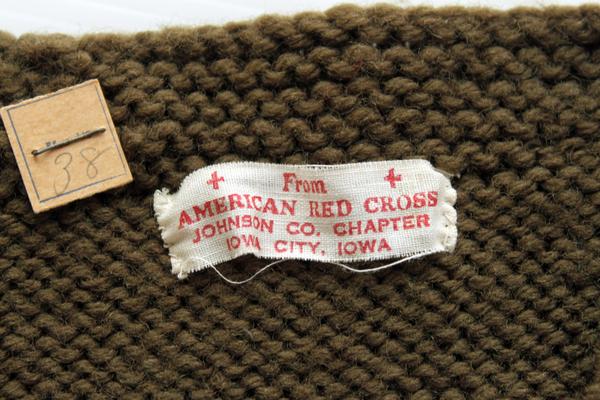 38
From
AMERICAN RED CROSS
JOHNSON CO. CHAPTER
IOWA CITY, IOWA